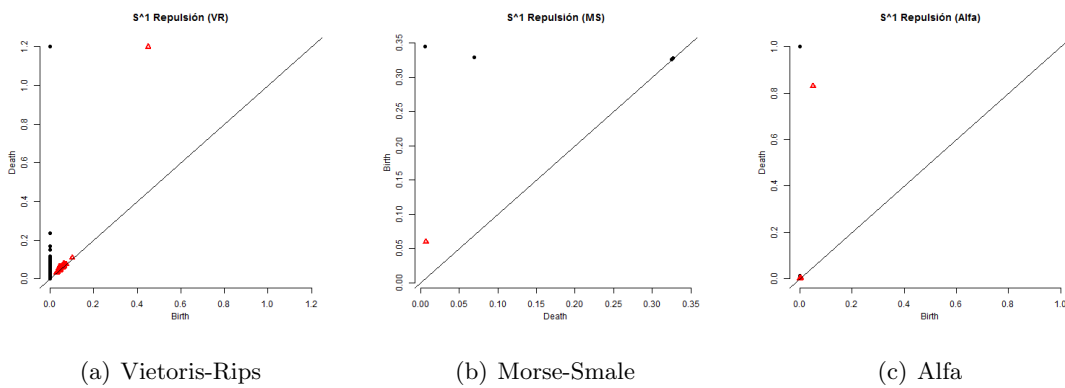 S^1 Repulsión (VR)
Death
0.0 0.2 0.4 0.6 0.8 1.0 1.2
0.0 0.2 0.4 0.6 0.8 1.0 1.2
Birth
(a) Vietoris-Rips
S^1 Repulsión (MS)
Birth
0.00 0.05 0.10 0.15 0.20 0.25 0.30 0.35
0.00 0.05 0.10 0.15 0.20 0.25 0.30 0.35
Death
(b) Morse-Smale
S^1 Repulsión (Alfa)
Death
0.0 0.2 0.4 0.6 0.8 1.0
0.0 0.2 0.4 0.6 0.8 1.0
Birth
(c) Alfa